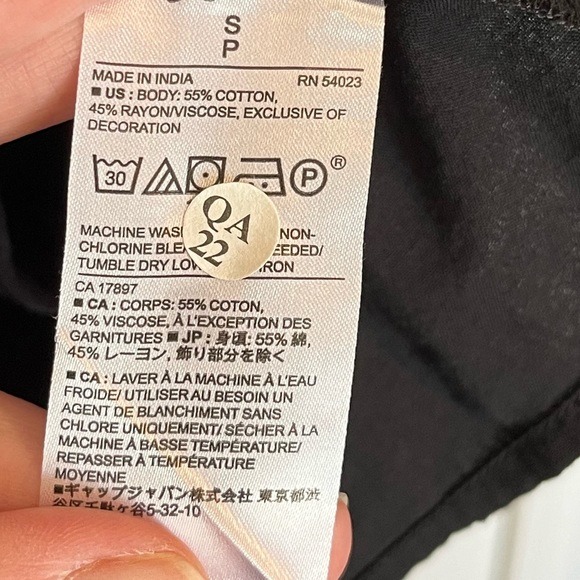 S
P
MADE IN INDIA RN 54023
■ US : BODY: 55% COTTON,
45% RAYON/VISCOSE, EXCLUSIVE OF
DECORATION
30 P ®
QA
22
MACHINE NON-
CHLORINE
TUMBLE DRY
CA 17897
■ CA : CORPS: 55% COTON,
45% VISCOSE, À L'EXCEPTION DES
GARNITURES ■ JP : 身頃: 55% 綿,
45% レーヨン, 飾り部分を除く
■ CA : LAVER À LA MACHINE À L'EAU
FROIDE/ UTILISER AU BESOIN UN
AGENT DE BLANCHIMENT SANS
CHLORE UNIQUEMENT/ SÉCHER À LA
MACHINE À BASSE TEMPÉRATURE/
REPASSER À TEMPÉRATURE
MOYENNE
■ギャップジャパン株式会社 東京都渋
谷区千駄ヶ谷5-32-10